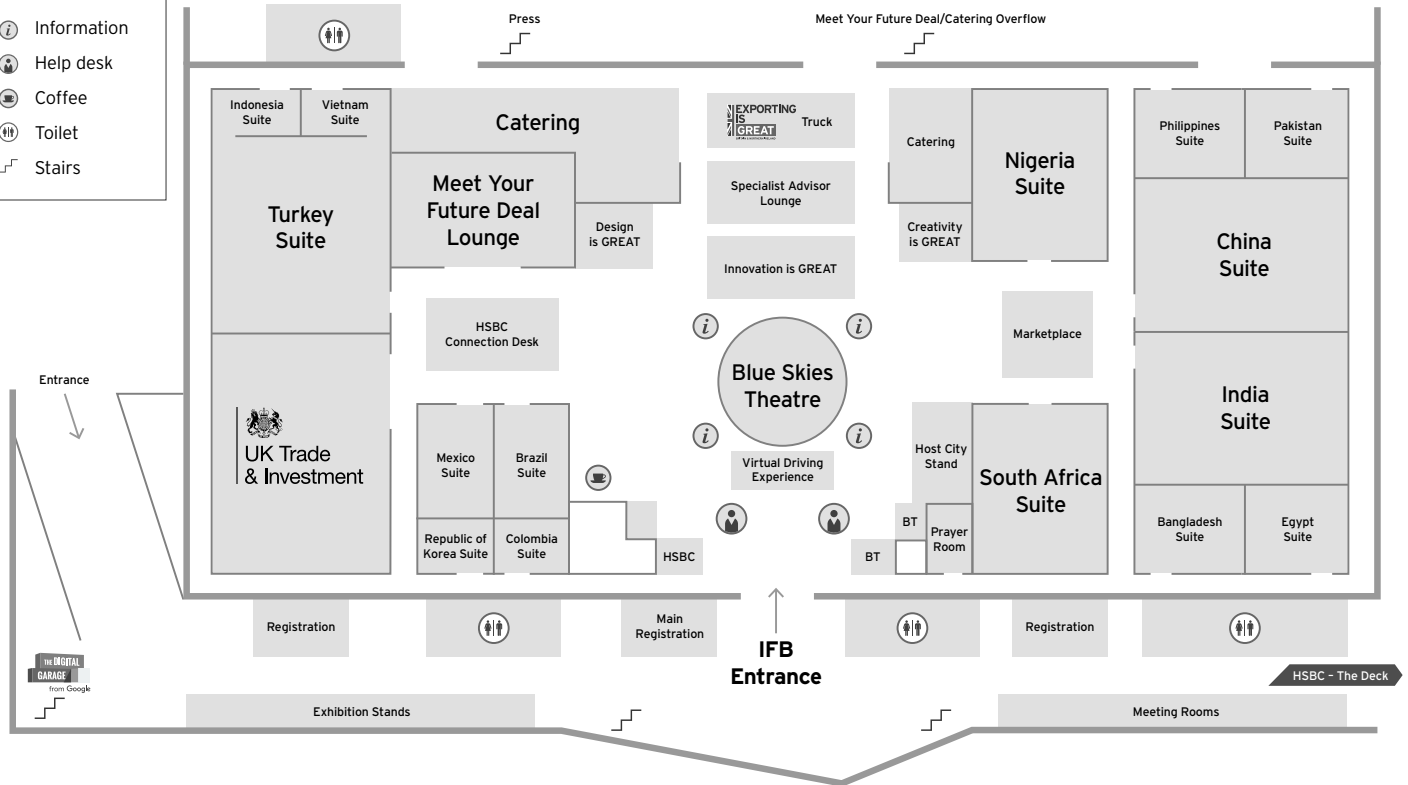 Information
Help desk
Coffee
Toilet
Stairs
Press
Meet Your Future Deal/Catering Overflow
Indonesia
Suite
Vietnam
Suite
Catering
EXPORTING
IS
GREAT
Truck
Catering
Nigeria
Suite
Philippines
Suite
Pakistan
Suite
Turkey
Suite
Meet Your
Future Deal
Lounge
Design
is GREAT
Specialist Advisor
Lounge
Creativity
is GREAT
China
Suite
Innovation is GREAT
HSBC
Connection Desk
i
i
Marketplace
Blue Skies
Theatre
Entrance
India
Suite
UK Trade
& Investment
Mexico
Suite
Brazil
Suite
i
i
Host City
Stand
South Africa
Suite
Virtual Driving
Experience
Republic of
Korea Suite
Colombia
Suite
HSBC
BT
BT
Prayer
Room
Bangladesh
Suite
Egypt
Suite
Registration
Main
Registration
IFB
Entrance
Registration
THE DIGITAL
GARAGE
from Google
HSBC – The Deck
Exhibition Stands
Meeting Rooms